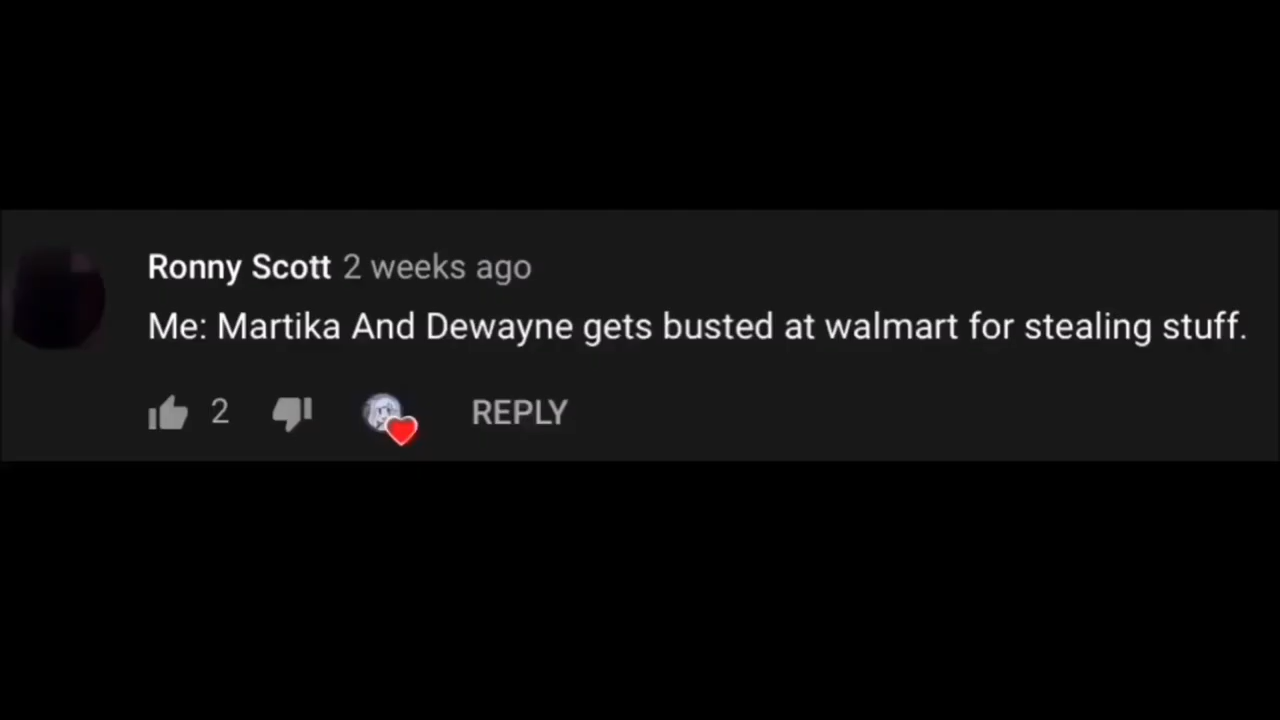 Ronny Scott 2 weeks ago
Me: Martika And Dewayne gets busted at walmart for stealing stuff.
2 REPLY